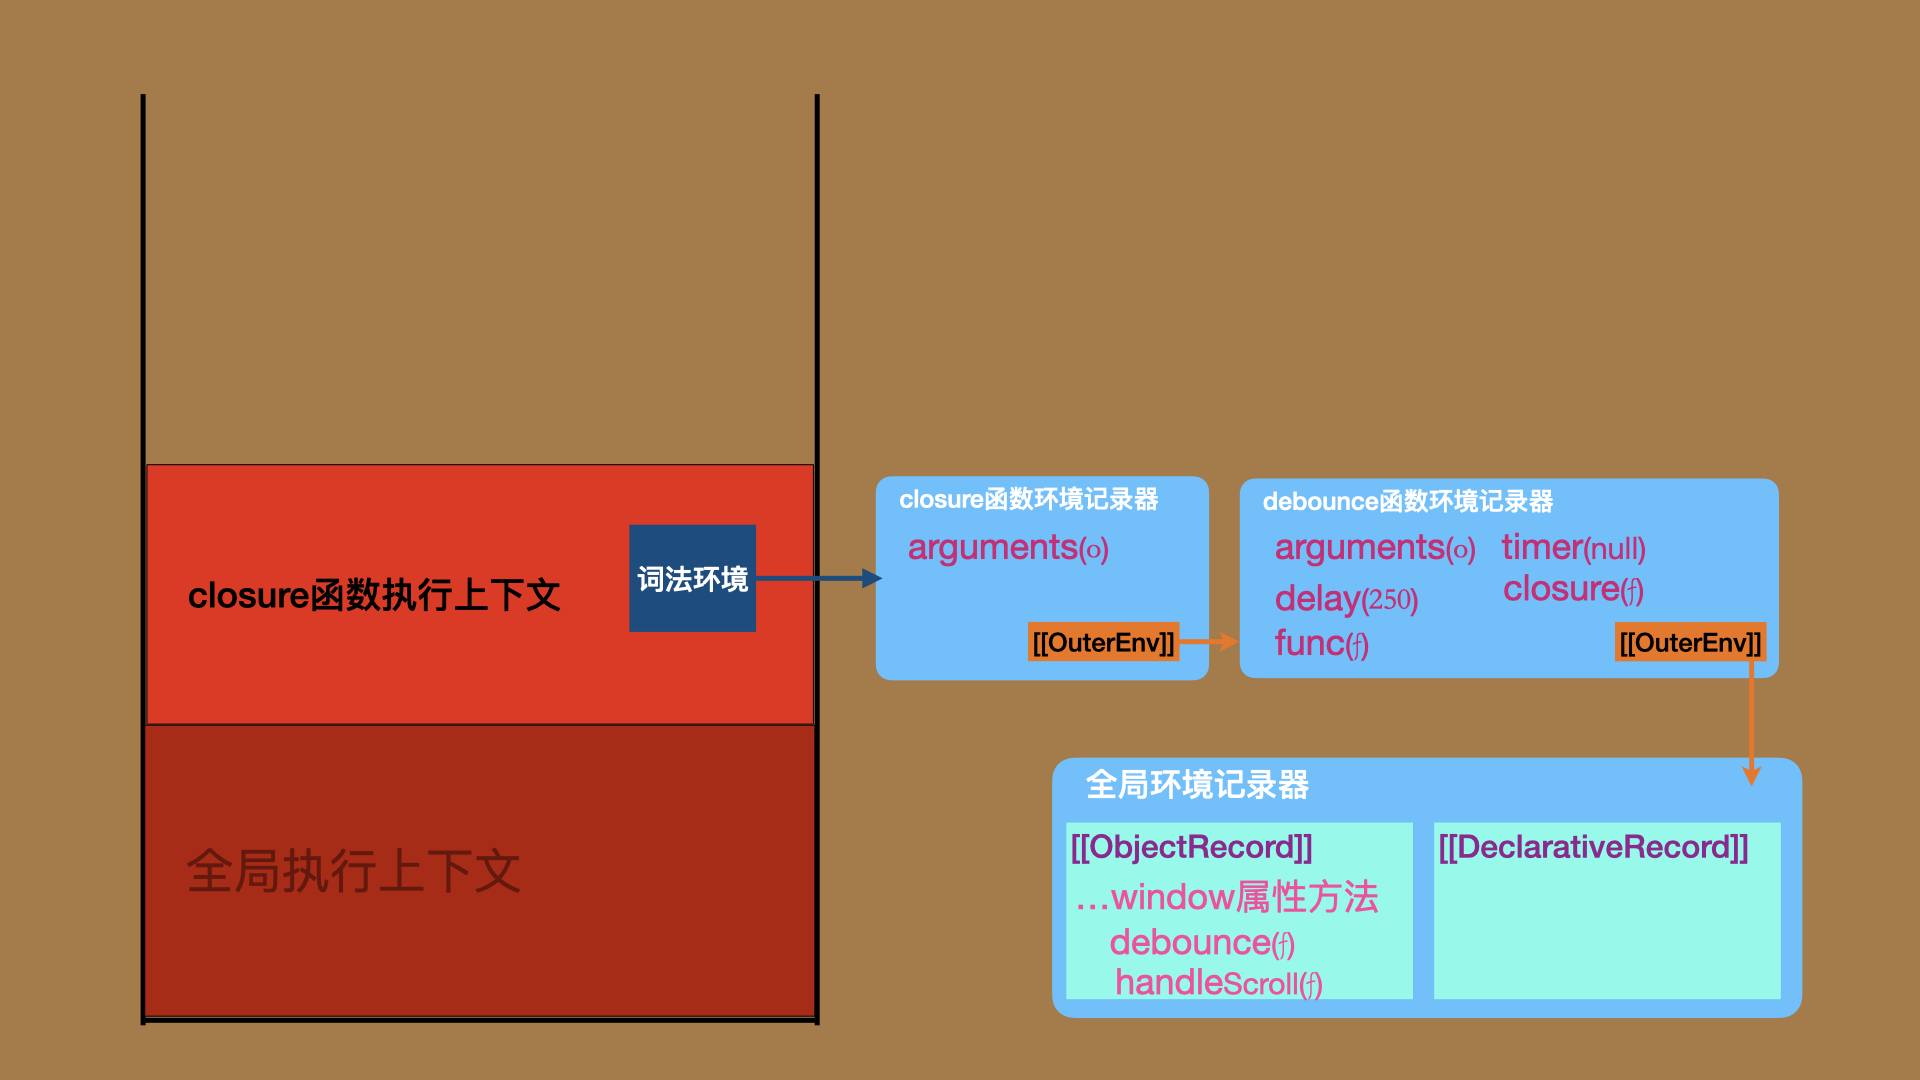 closure函数执行上下文
词法环境
全局执行上下文
closure函数环境记录器
arguments(o)
[[OuterEnv]]
debounce函数环境记录器
arguments(o) timer(null)
delay(250) closure(ƒ)
func(ƒ)
[[OuterEnv]]
全局环境记录器
[[ObjectRecord]]
...window属性方法
debounce(ƒ)
handleScroll(ƒ)
[[DeclarativeRecord]]